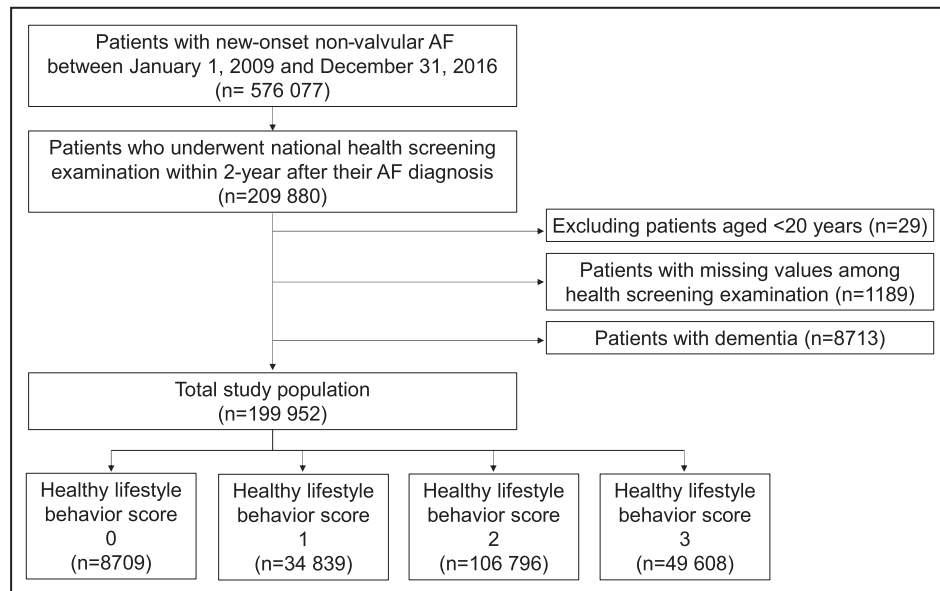 Patients with new-onset non-valvular AF
between January 1, 2009 and December 31, 2016
(n= 576 077)
Patients who underwent national health screening
examination within 2-year after their AF diagnosis
(n=209 880)
Excluding patients aged <20 years (n=29)
Patients with missing values among
health screening examination (n=1189)
Patients with dementia (n=8713)
Total study population
(n=199 952)
Healthy lifestyle
behavior score
0
(n=8709)
Healthy lifestyle
behavior score
1
(n=34 839)
Healthy lifestyle
behavior score
2
(n=106 796)
Healthy lifestyle
behavior score
3
(n=49 608)